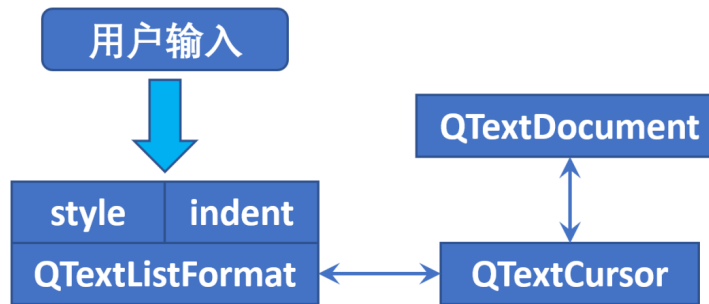 用户输入
QTextDocument
style
indent
QTextListFormat
QTextCursor